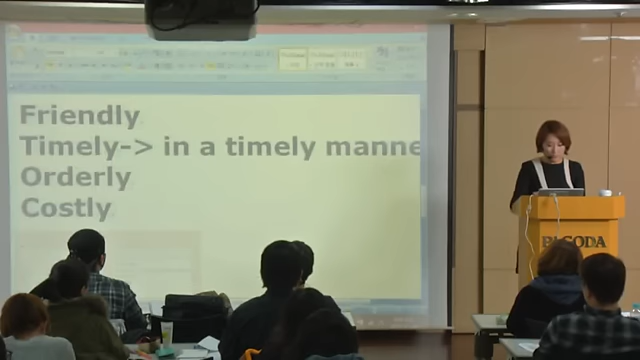 Friendly
Timely-> in a timely manne
Orderly
Costly
PAGODA